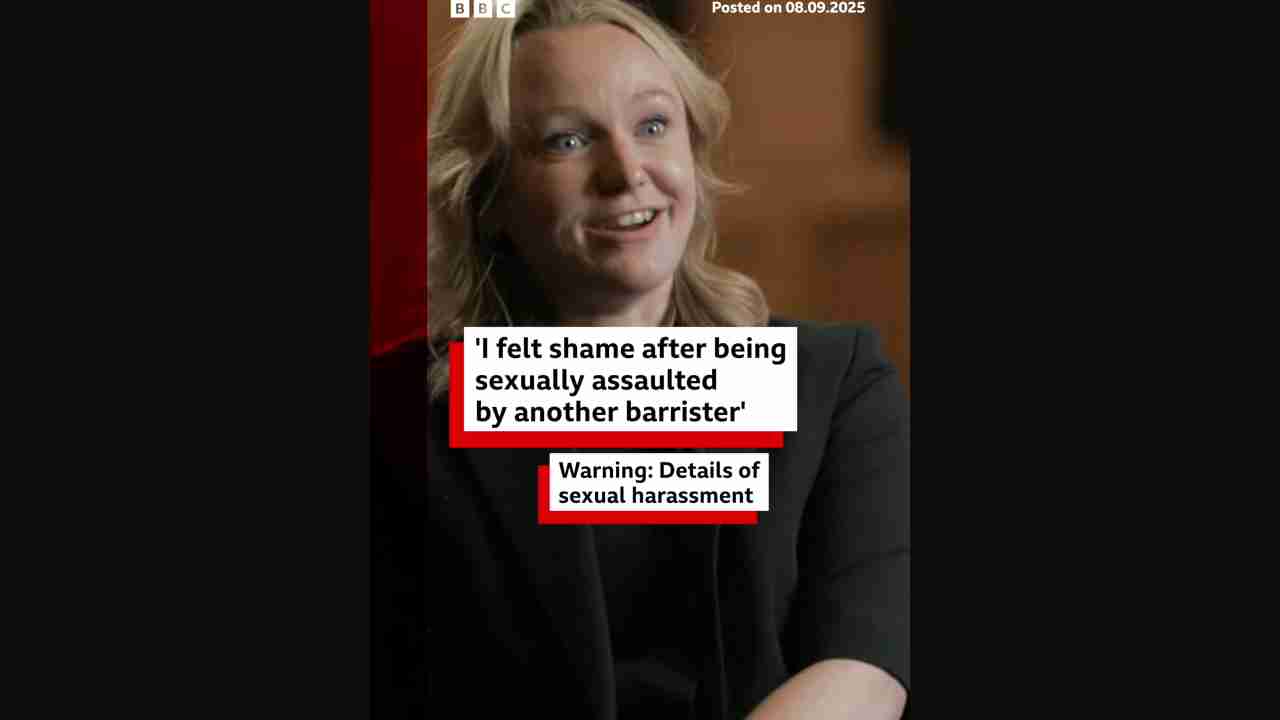 BBC
Posted on 08.09.2025
'I felt shame after being
sexually assaulted
by another barrister'
Warning: Details of
sexual harassment